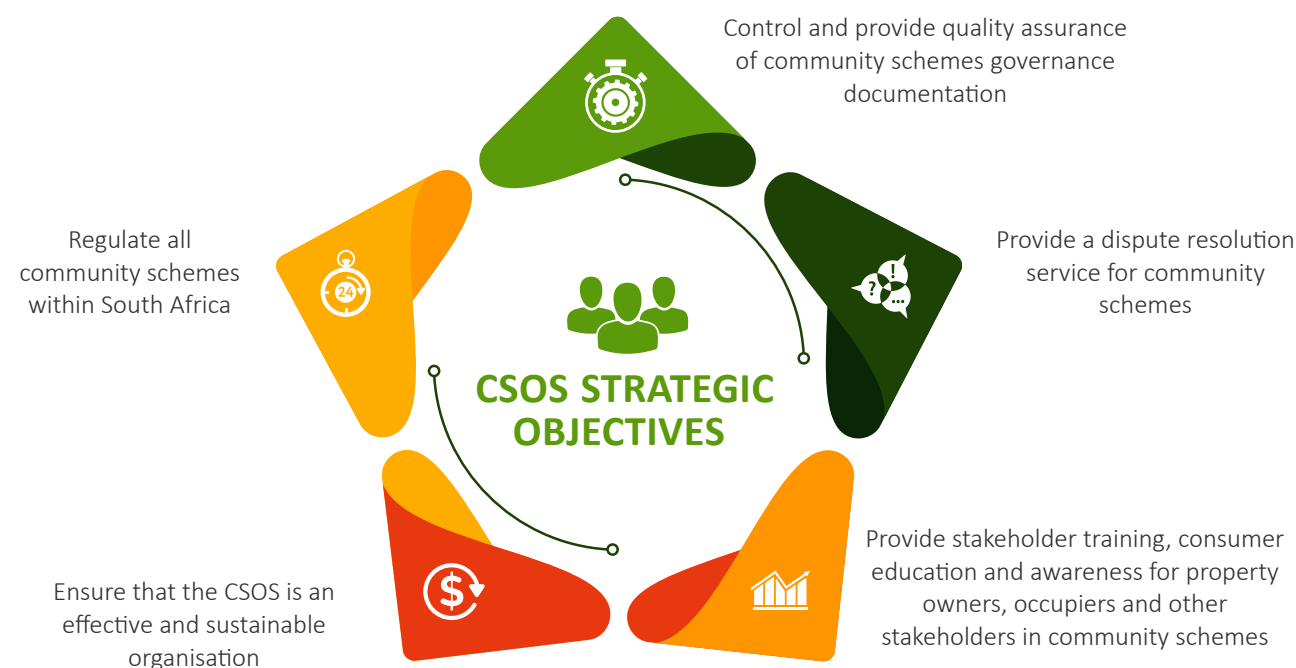 Control and provide quality assurance
of community schemes governance
documentation
Regulate all
community schemes
within South Africa
24
Provide a dispute resolution
service for community
schemes
!
?
...
CSOS STRATEGIC
OBJECTIVES
Ensure that the CSOS is an
effective and sustainable
organisation
$
Provide stakeholder training, consumer
education and awareness for property
owners, occupiers and other
stakeholders in community schemes